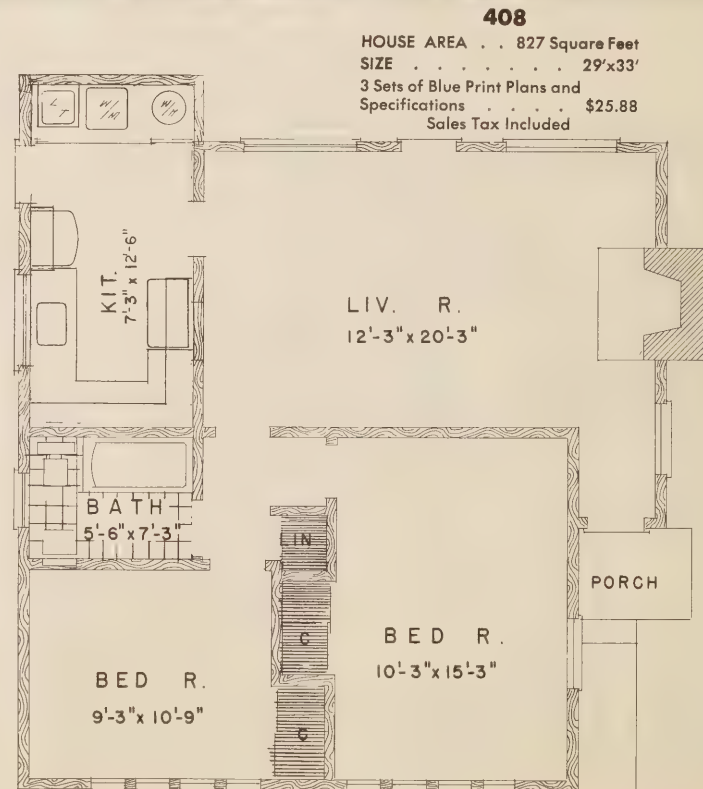 408
HOUSE AREA . . 827 Square Feet
SIZE . . . . . . . 29'x33'
3 Sets of Blue Print Plans and
Specifications . . . . $25.88
Sales Tax Included
L T
W/M
W/H
KIT.
7'-3" x 12'-6"
LIV. R.
12'-3" x 20'-3"
BATH
5'-6" x 7'-3"
LIN
PORCH
C
BED R.
10'-3" x 15'-3"
BED R.
9'-3" x 10'-9"
C